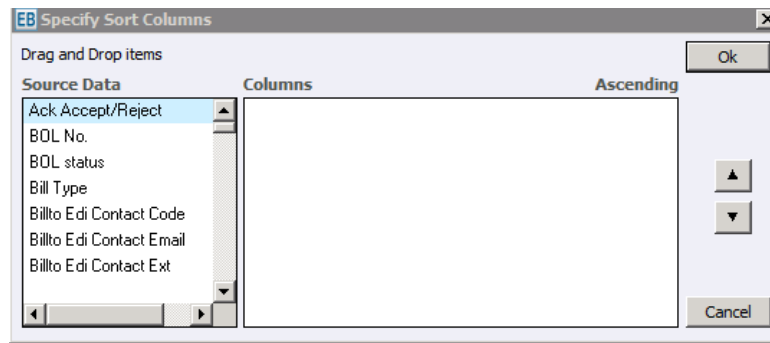 EB Specify Sort Columns
Drag and Drop items
Ok
Source Data Columns Ascending
Ack Accept/Reject
BOL No.
BOL status
Bill Type
Billto Edi Contact Code
Billto Edi Contact Email
Billto Edi Contact Ext
Cancel